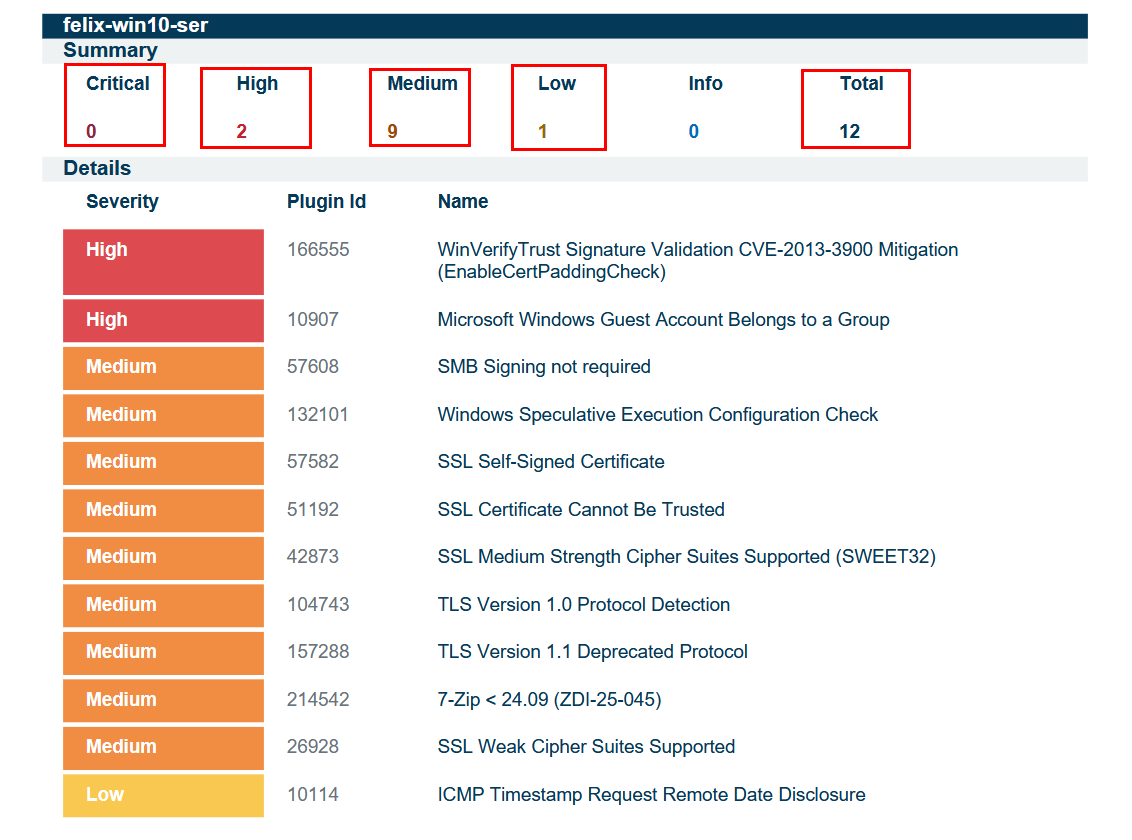 felix-win10-ser
Summary
Critical High Medium Low Info Total
0 2 9 1 0 12
Details
Severity Plugin Id Name
High 166555 WinVerifyTrust Signature Validation CVE-2013-3900 Mitigation
(EnableCertPaddingCheck)
High 10907 Microsoft Windows Guest Account Belongs to a Group
Medium 57608 SMB Signing not required
Medium 132101 Windows Speculative Execution Configuration Check
Medium 57582 SSL Self-Signed Certificate
Medium 51192 SSL Certificate Cannot Be Trusted
Medium 42873 SSL Medium Strength Cipher Suites Supported (SWEET32)
Medium 104743 TLS Version 1.0 Protocol Detection
Medium 157288 TLS Version 1.1 Deprecated Protocol
Medium 214542 7-Zip < 24.09 (ZDI-25-045)
Medium 26928 SSL Weak Cipher Suites Supported
Low 10114 ICMP Timestamp Request Remote Date Disclosure